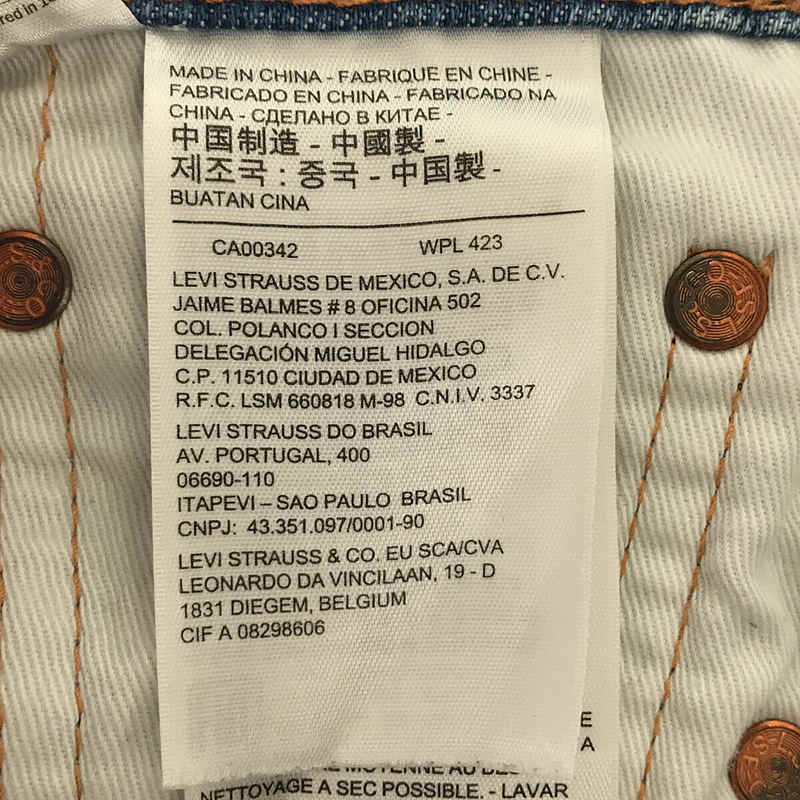 red in
MADE IN CHINA - FABRIQUE EN CHINE -
FABRICADO EN CHINA - FABRICADO NA
CHINA - СДЕЛАНО В КИТАЕ -
中国制造 - 中國製 -
제조국 : 중국 - 中国製 -
BUATAN CINA
CA00342 WPL 423
LEVI STRAUSS DE MEXICO, S.A. DE C.V.
JAIME BALMES # 8 OFICINA 502
COL. POLANCO I SECCION
DELEGACIÓN MIGUEL HIDALGO
C.P. 11510 CIUDAD DE MEXICO
R.F.C. LSM 660818 M-98 C.N.I.V. 3337
LEVI STRAUSS DO BRASIL
AV. PORTUGAL, 400
06690-110
ITAPEVI – SAO PAULO BRASIL
CNPJ: 43.351.097/0001-90
LEVI STRAUSS & CO. EU SCA/CVA
LEONARDO DA VINCILAAN, 19 - D
1831 DIEGEM, BELGIUM
CIF A 08298606
E
A
MOYENNE AU
NETTOYAGE A SEC POSSIBLE. - LAVAR